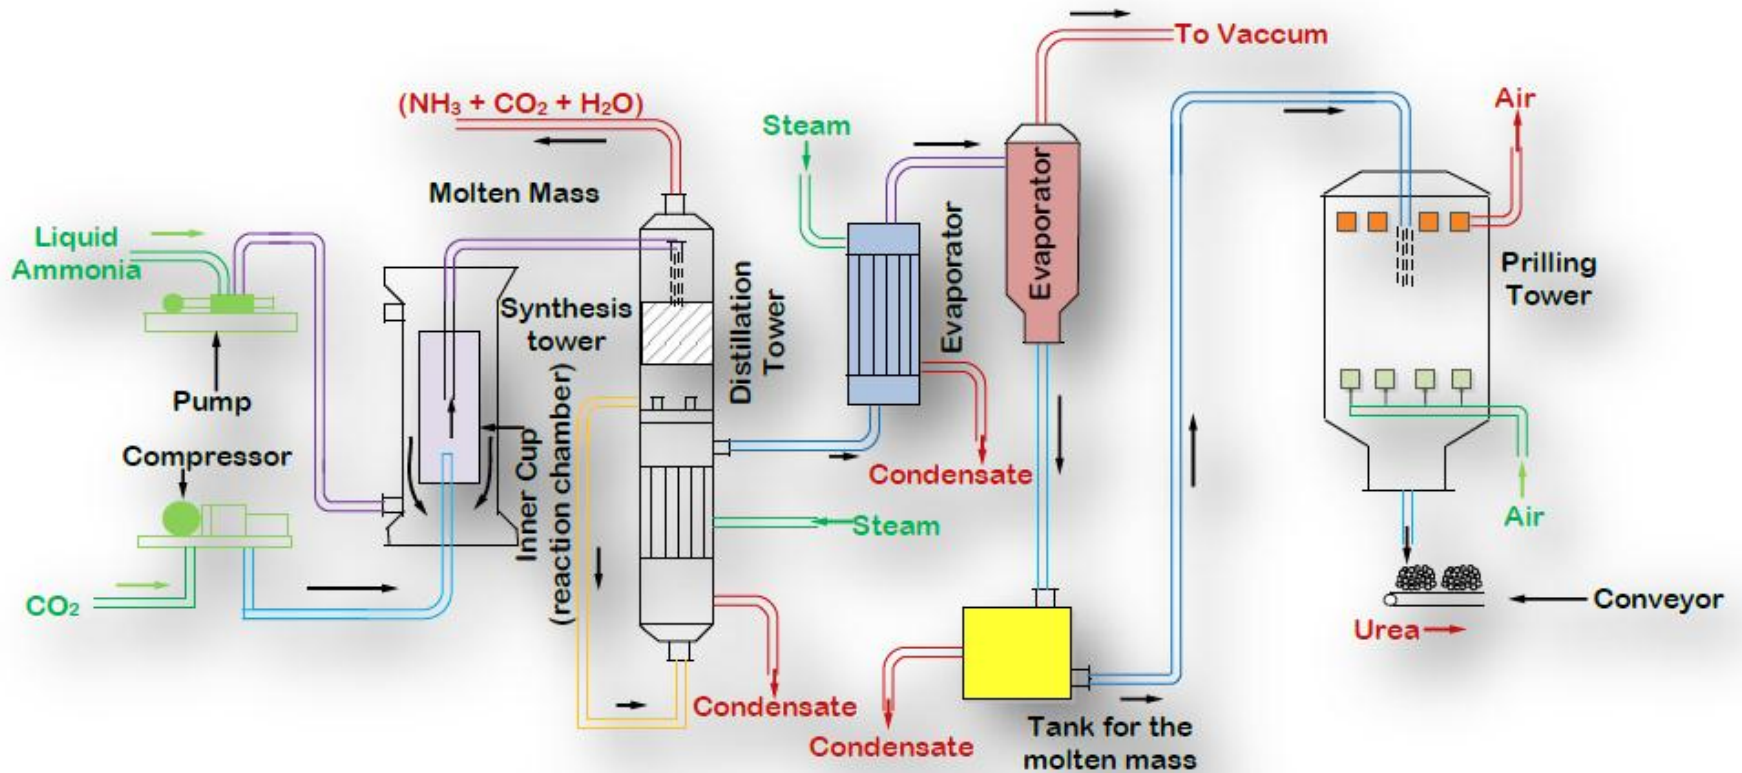 To Vaccum
(NH₃ + CO₂ + H₂O)
Steam
Air
Molten Mass
Liquid
Ammonia
Evaporator
Evaporator
Prilling
Tower
Synthesis
tower
Distillation
Tower
Pump
Compressor
Inner Cup
(reaction chamber)
Condensate
Steam
Air
CO₂
Conveyor
Urea
Condensate
Condensate
Tank for the
molten mass